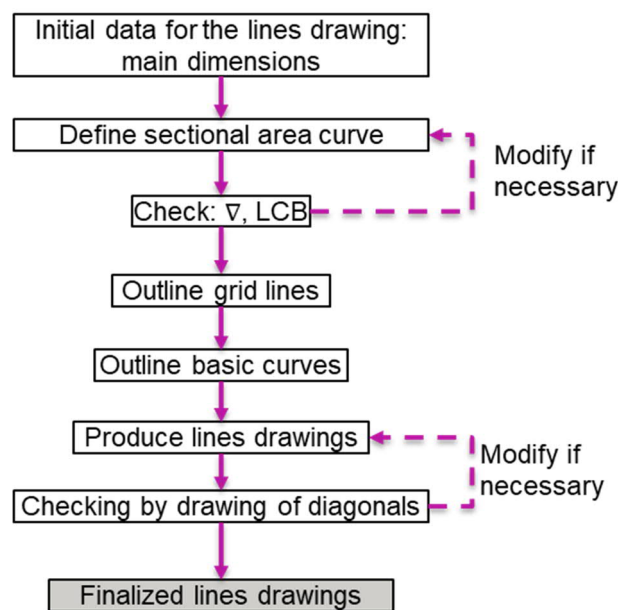 Initial data for the lines drawing:
main dimensions
Define sectional area curve
Modify if
necessary
Check: ∇, LCB
Outline grid lines
Outline basic curves
Produce lines drawings
Modify if
necessary
Checking by drawing of diagonals
Finalized lines drawings